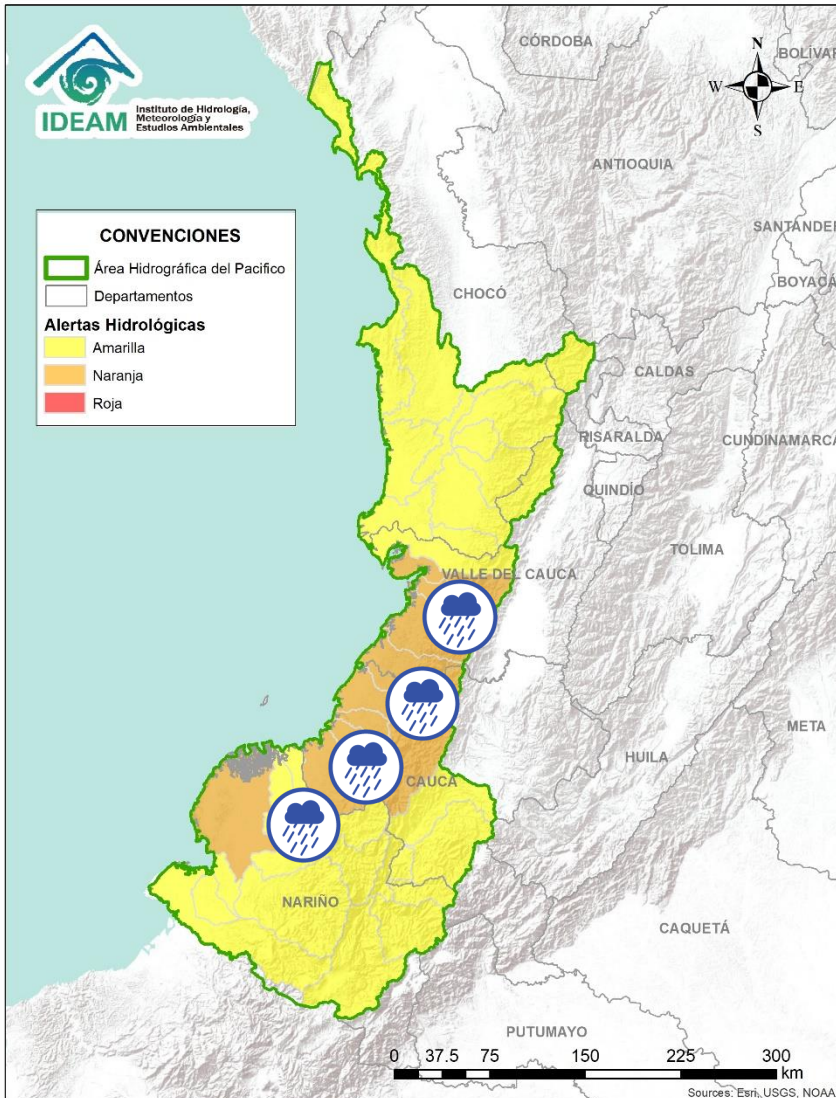 IDEAM
Instituto de Hidrología,
Meteorología y
Estudios Ambientales
CÓRDOBA
BOLÍVAR
N
W
E
S
ANTIOQUIA
SANTANDER
BOYACÁ
CONVENCIONES
Área Hidrográfica del Pacifico
Departamentos
Alertas Hidrológicas
Amarilla
Naranja
Roja
CHOCÓ
CALDAS
RISARALDA
CUNDINAMARCA
QUINDÍO
TOLIMA
VALLE DEL CAUCA
META
HUILA
CAUCA
NARIÑO
CAQUETÁ
PUTUMAYO
0 37.5 75 150 225 300
km
Sources: Esri, USGS, NOAA